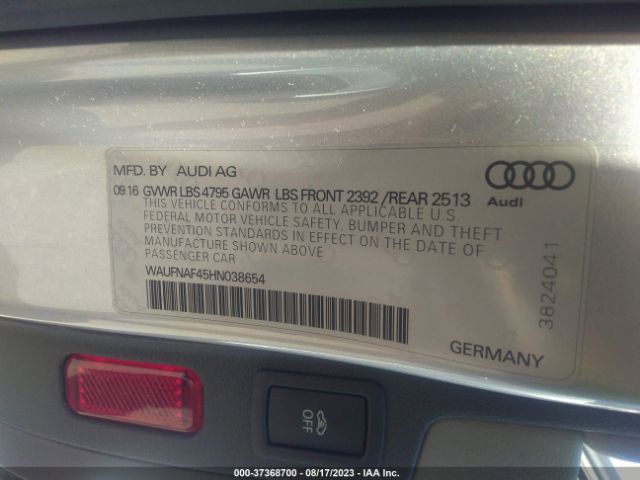 MFD. BY AUDI AG
09 16 GVWR LBS 4795 GAWR LBS FRONT 2392 /REAR 2513
THIS VEHICLE CONFORMS TO ALL APPLICABLE U.S.
FEDERAL MOTOR VEHICLE SAFETY, BUMPER AND THEFT
PREVENTION STANDARDS IN EFFECT ON THE DATE OF
MANUFACTURE SHOWN ABOVE
PASSENGER CAR
WAUFNAF45HN038654
Audi
3824041
GERMANY
OFF
000-37368700 - 08/17/2023 - IAA Inc.